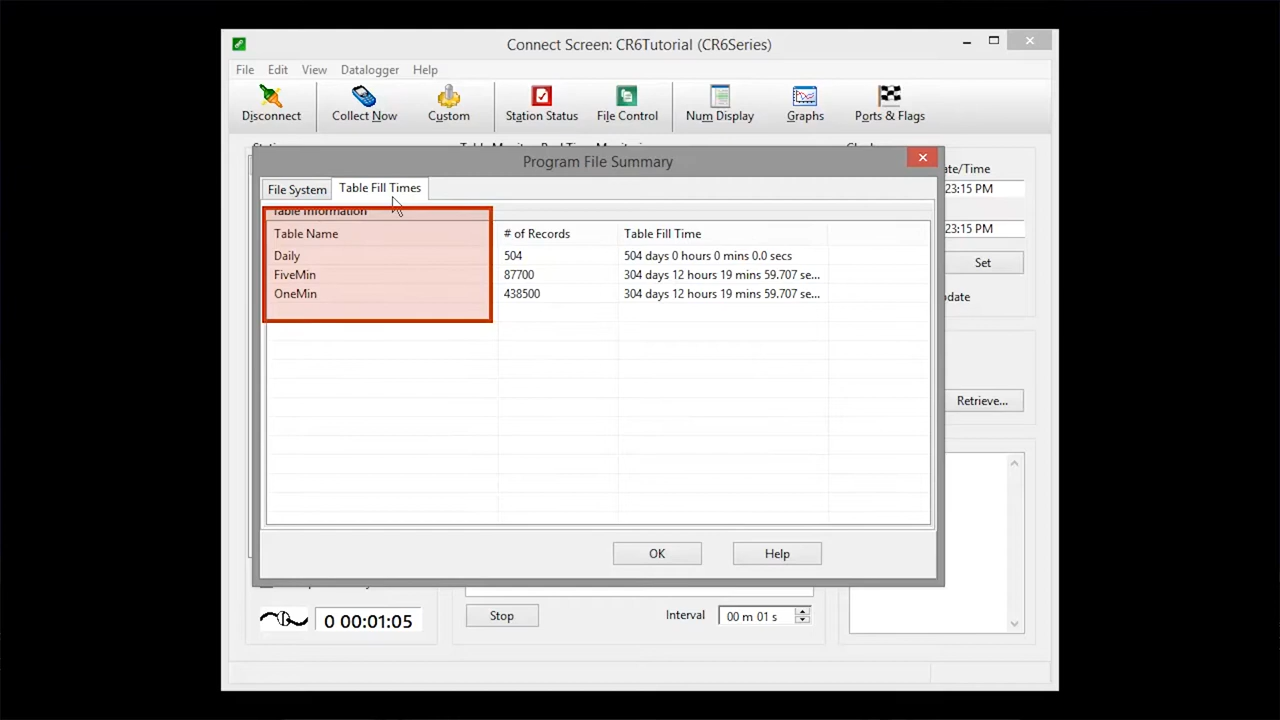 Connect Screen: CR6Tutorial (CR6Series)
File Edit View Datalogger Help
Disconnect Collect Now Custom Station Status File Control Num Display Graphs Ports & Flags
Program File Summary
ate/Time
File System Table Fill Times
23:15 PM
Table Information
Table Name # of Records Table Fill Time
23:15 PM
Daily 504 504 days 0 hours 0 mins 0.0 secs
Set
FiveMin 87700 304 days 12 hours 19 mins 59.707 se...
OneMin 438500 304 days 12 hours 19 mins 59.707 se...
pdate
Retrieve...
OK Help
0 00:01:05 Stop Interval 00 m 01 s